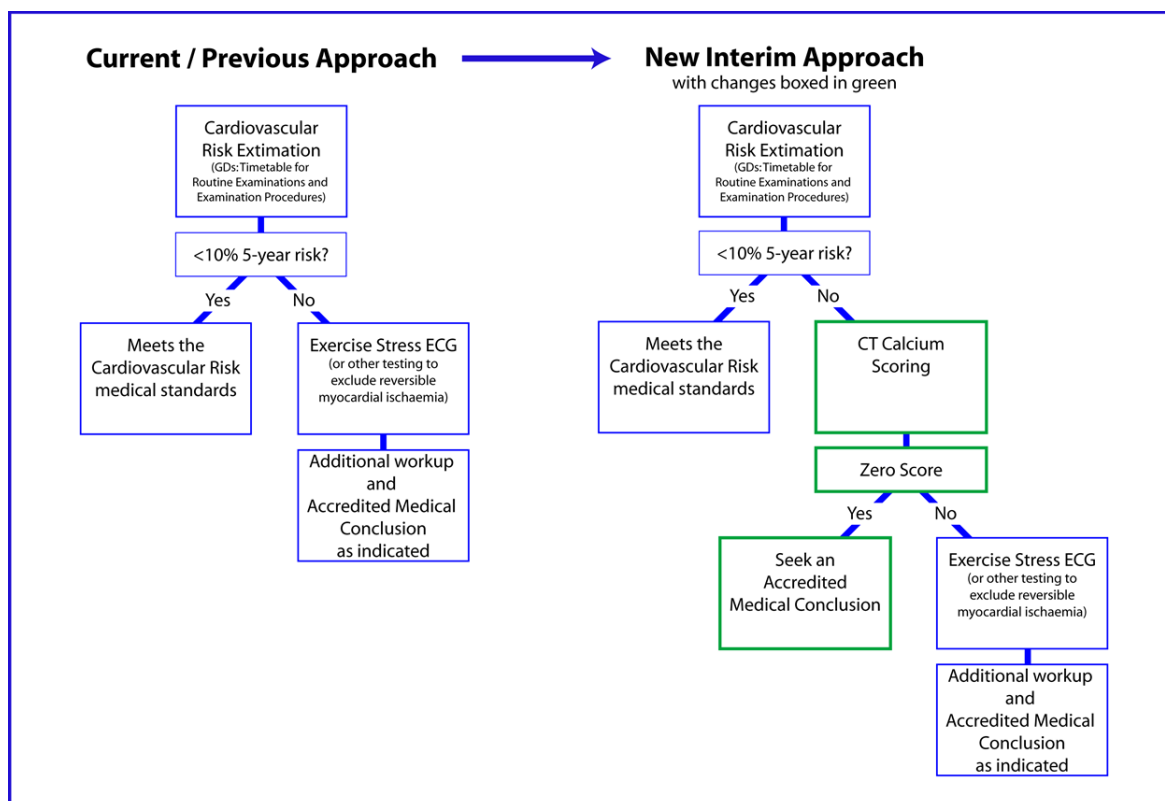 Current / Previous Approach
Cardiovascular
Risk Extimation
(GDs: Timetable for
Routine Examinations and
Examination Procedures)
<10% 5-year risk?
Yes
No
Meets the
Cardiovascular Risk
medical standards
Exercise Stress ECG
(or other testing to
exclude reversible
myocardial ischaemia)
Additional workup
and
Accredited Medical
Conclusion
as indicated
New Interim Approach
with changes boxed in green
Cardiovascular
Risk Extimation
(GDs: Timetable for
Routine Examinations and
Examination Procedures)
<10% 5-year risk?
Yes
No
Meets the
Cardiovascular Risk
medical standards
CT Calcium
Scoring
Zero Score
Yes
No
Seek an
Accredited
Medical Conclusion
Exercise Stress ECG
(or other testing to
exclude reversible
myocardial ischaemia)
Additional workup
and
Accredited Medical
Conclusion
as indicated